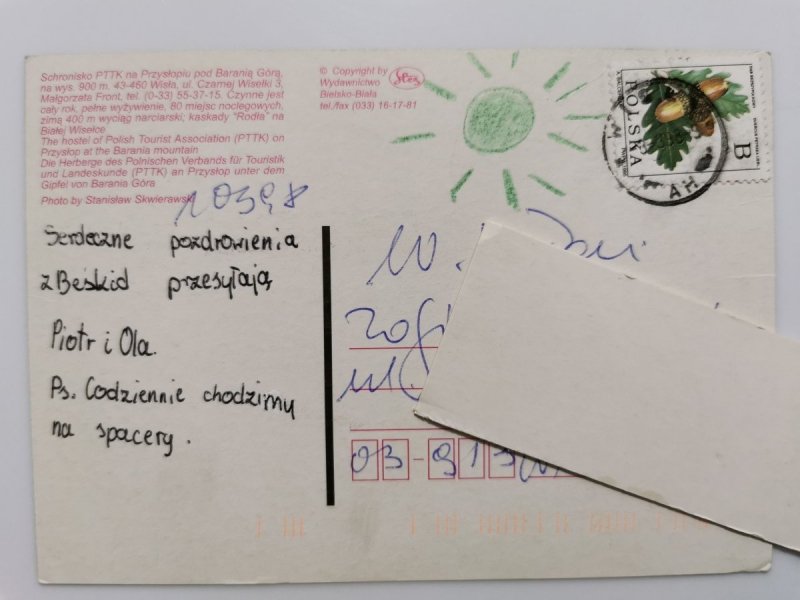 Schronisko PTTK na Przysłopiu pod Baranią Górą,
na wys. 900 m. 43-460 Wisła, ul. Czarnej Wisełki 3,
Małgorzata Front, tel. (0-33) 55-37-15. Czynne jest
cały rok, pełne wyżywienie, 80 miejsc noclegowych,
zimą 400 m wyciąg narciarski; kaskady "Rodła" na
Białej Wisełce
The hostel of Polish Tourist Association (PTTK) on
Przysłop at the Barania mountain
Die Herberge des Polnischen Verbands für Touristik
und Landeskunde (PTTK) an Przysłop unter dem
Gipfel von Barania Góra
Photo by Stanisław Skwierawski
© Copyright by
Wydawnictwo
Bielsko-Biała
tel./fax (033) 16-17-81
POLSKA
B
Serdeczne pozdrowienia
z Beskid przesyłają
Piotr i Ola.
Ps. Codziennie chodzimy
na spacery.
ul.
03-913